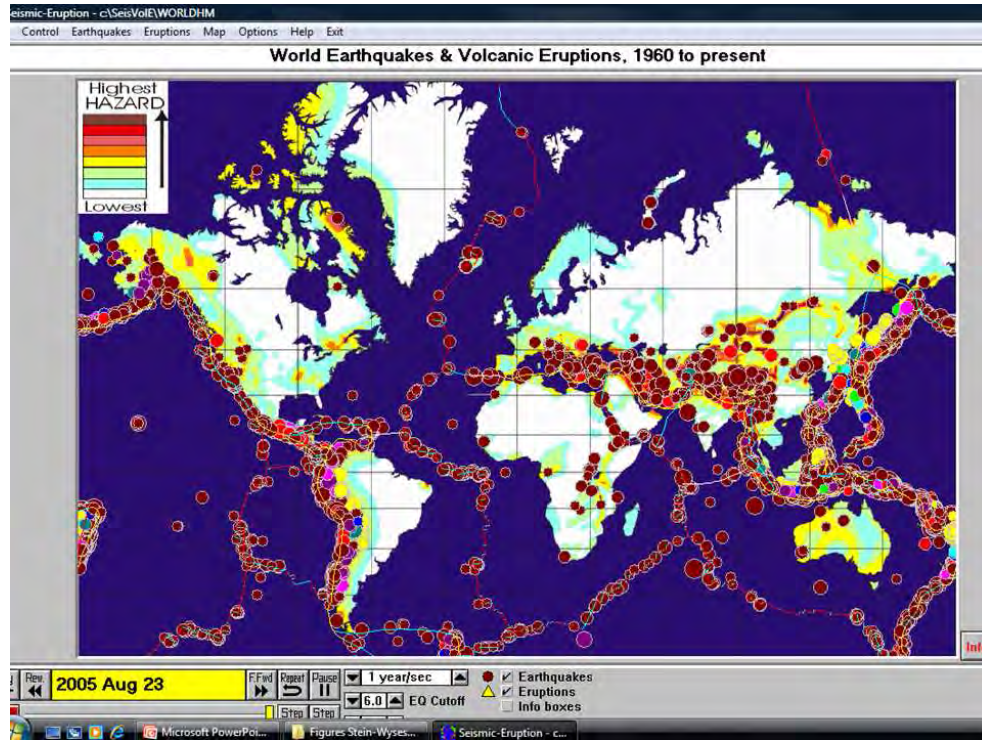 eismic-Eruption - c:\SeisVolE\WORLDHM
Control Earthquakes Eruptions Map Options Help Exit
World Earthquakes & Volcanic Eruptions, 1960 to present
Highest
HAZARD
Lowest
Inf
Rev. 2005 Aug 23 F.Fwd Repeat Pause 1 year/sec Earthquakes
6.0 EQ Cutoff Eruptions
Step Step Info boxes
Microsoft PowerPoi... Figures Stein-Wyses... Seismic-Eruption - c...